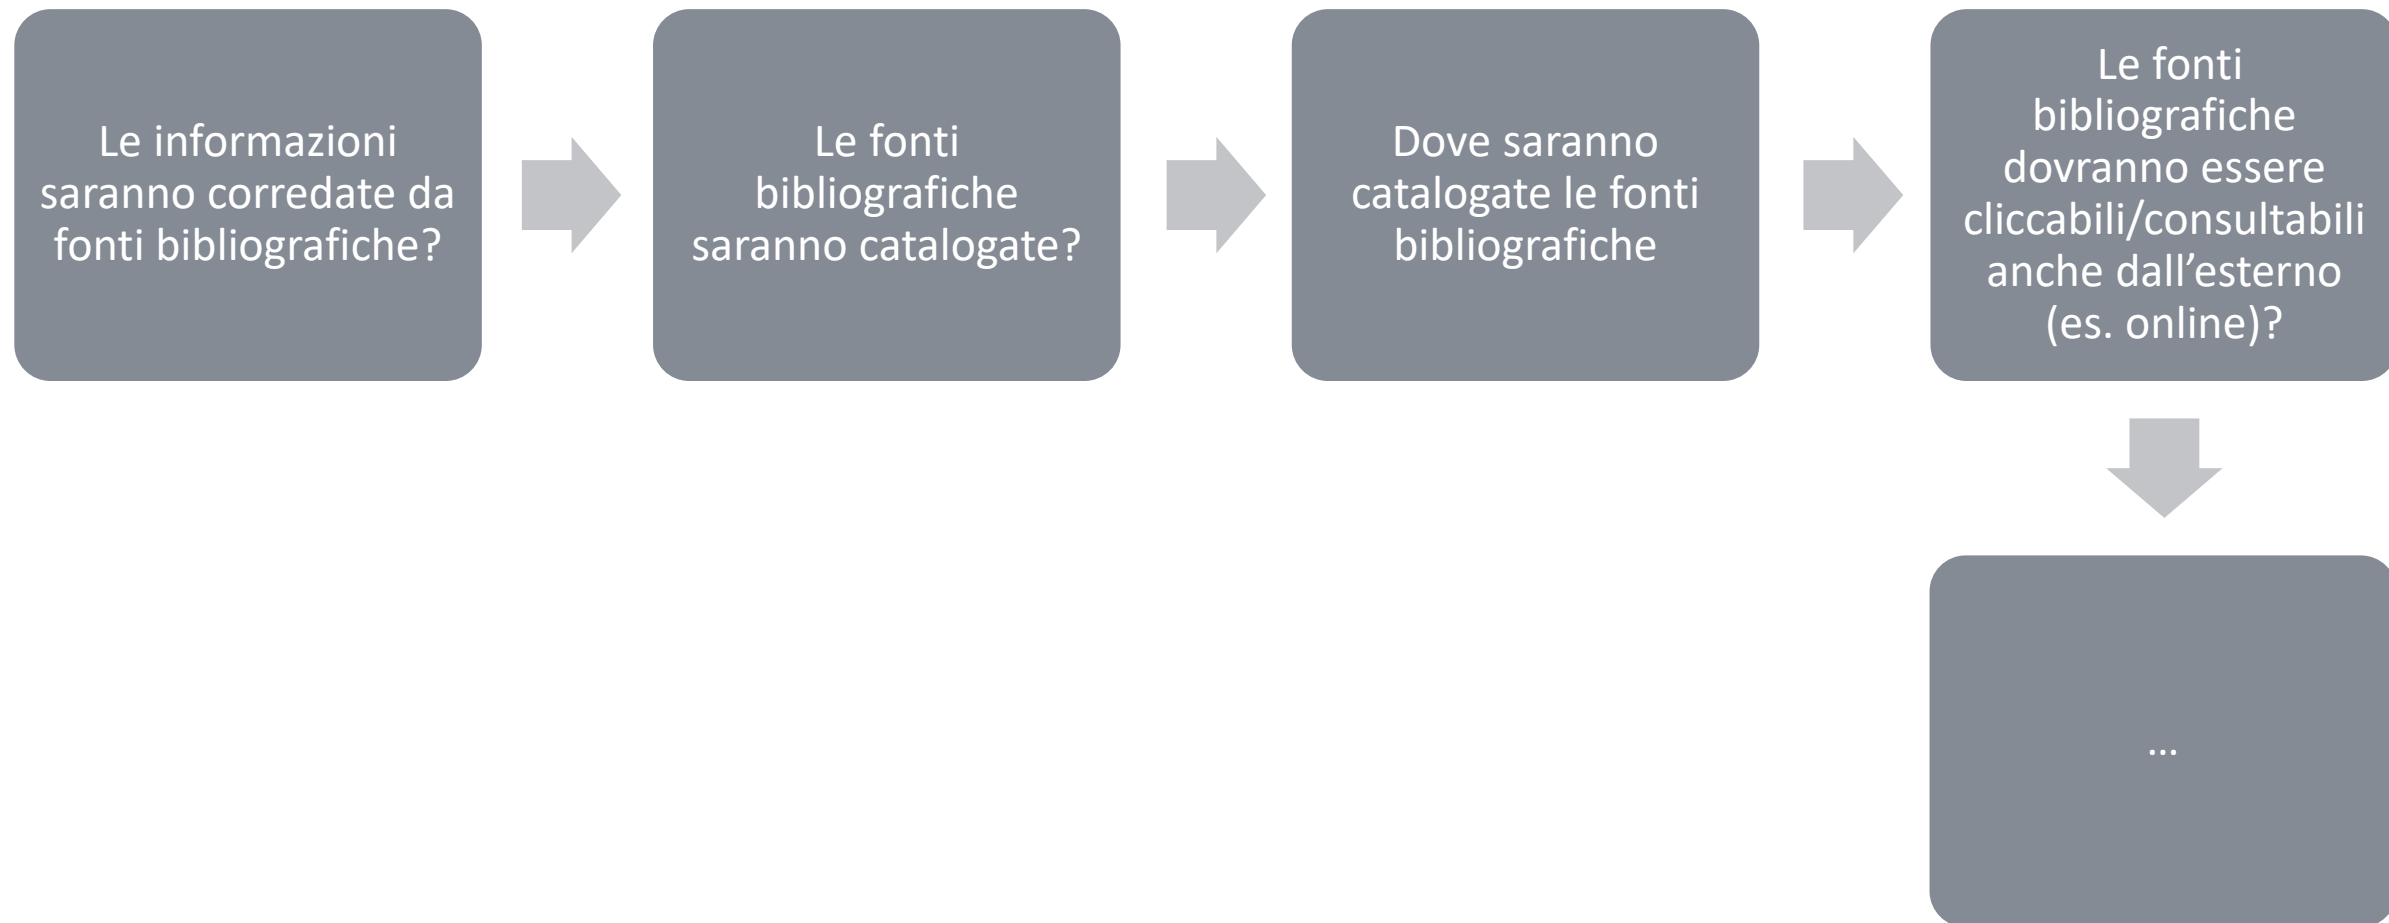 Le informazioni
saranno corredate da
fonti bibliografiche?
Le fonti
bibliografiche
saranno catalogate?
Dove saranno
catalogate le fonti
bibliografiche
Le fonti
bibliografiche
dovranno essere
cliccabili/consultabili
anche dall’esterno
(es. online)?
…